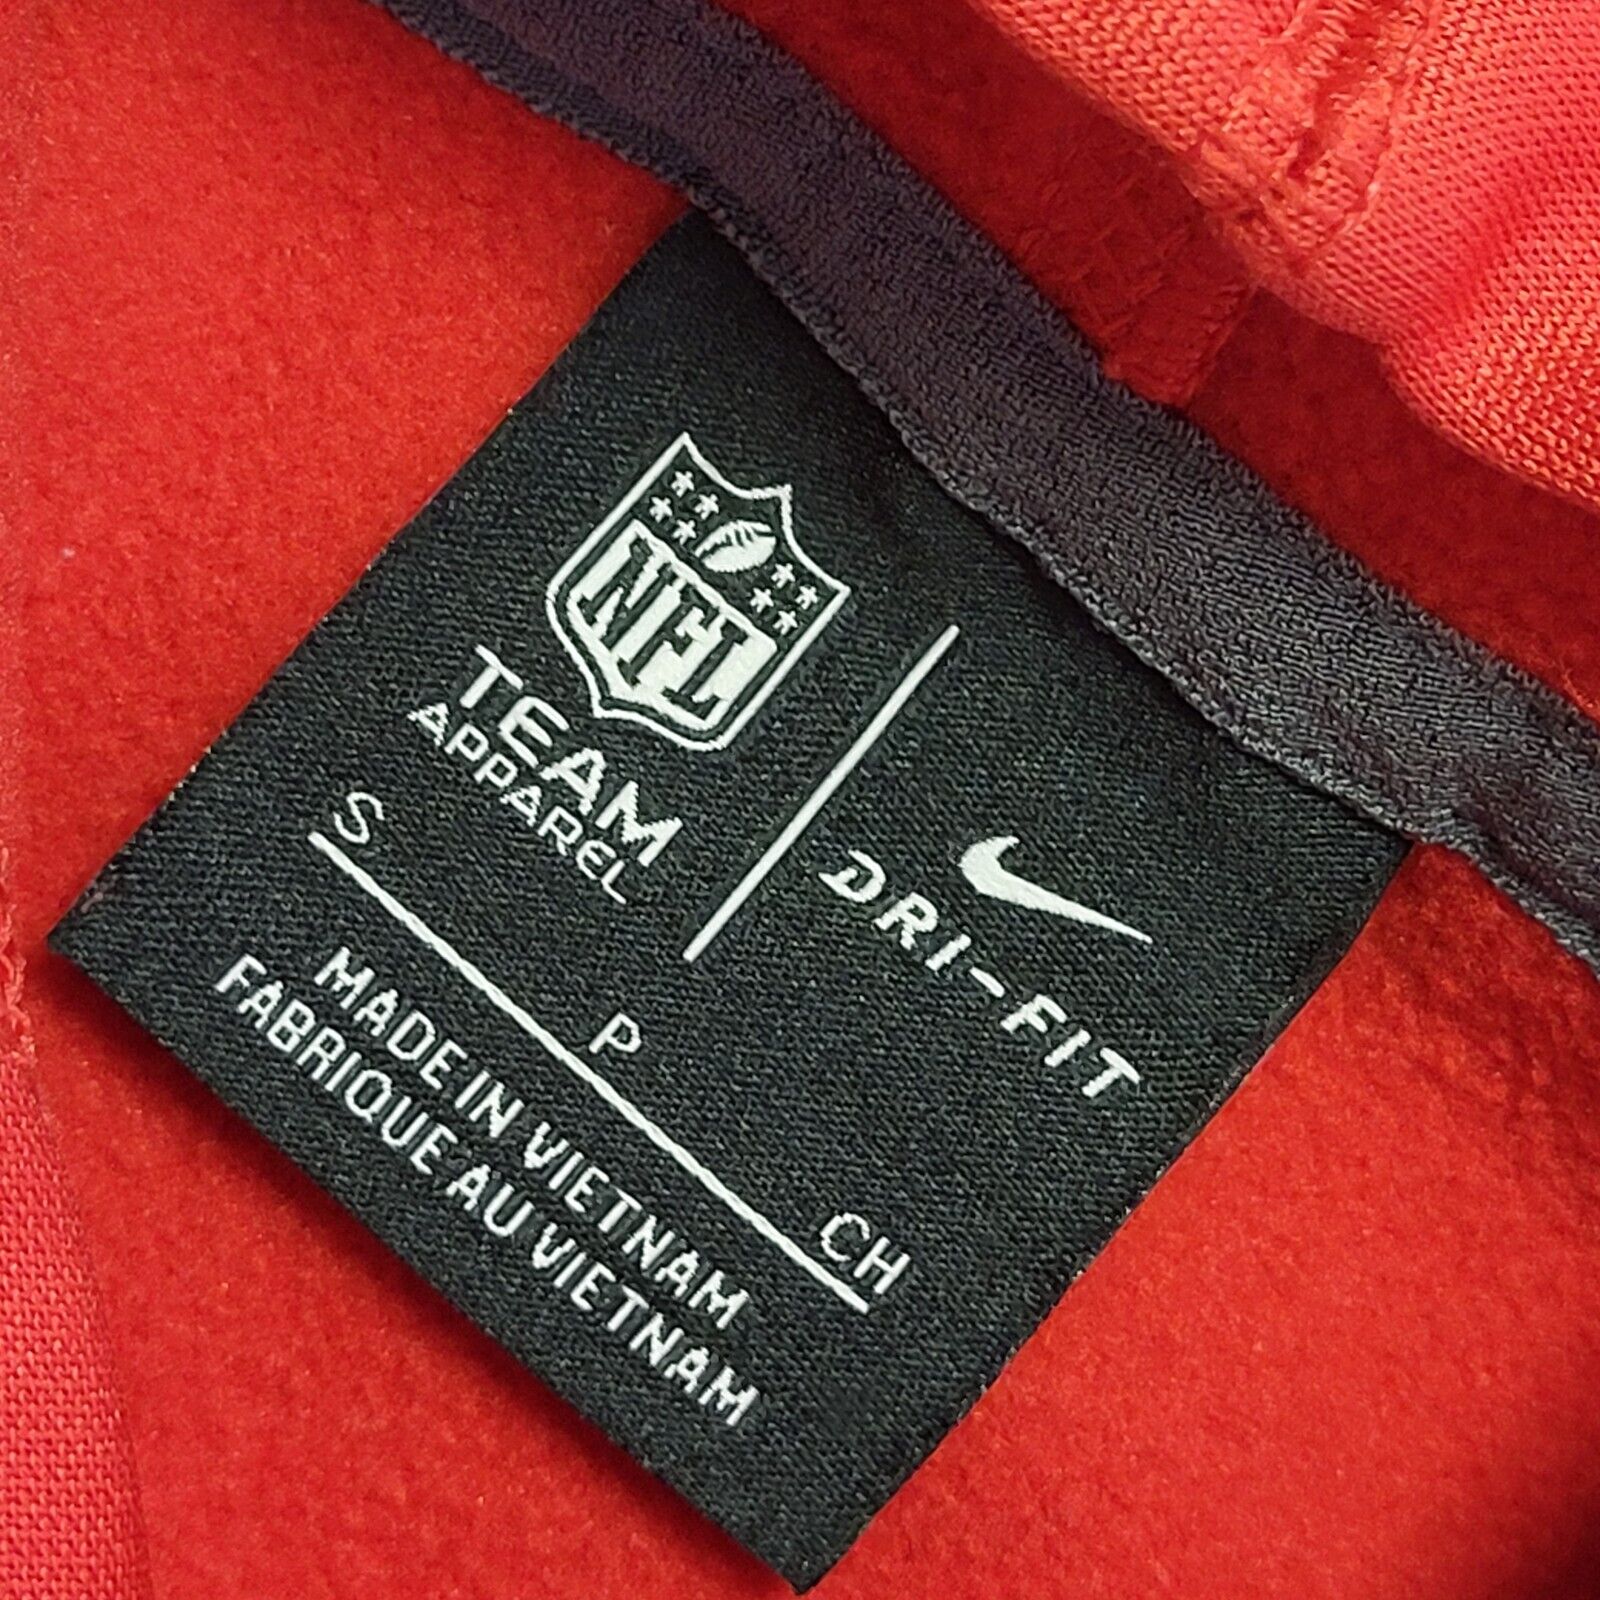 NFL
TEAM
APPAREL
DRI-FIT
S P CH
MADE IN VIETNAM
FABRIQUE AU VIETNAM